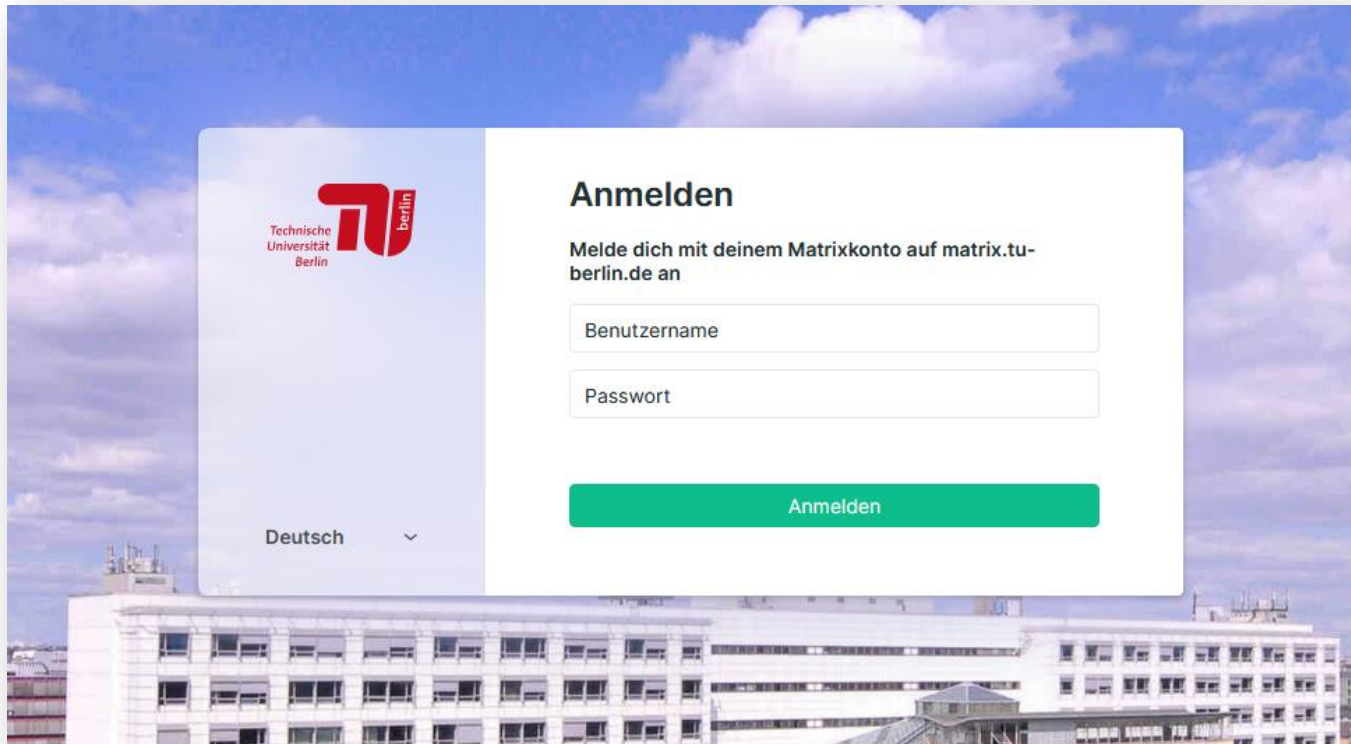 Technische
Universität
Berlin
berlin
Anmelden
Melde dich mit deinem Matrixkonto auf matrix.tu-
berlin.de an
Benutzername
Passwort
Anmelden
Deutsch